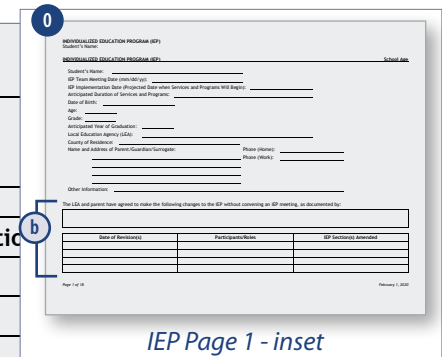 0
INDIVIDUALIZED EDUCATION PROGRAM (IEP)
Student's Name:
INDIVIDUALIZED EDUCATION PROGRAM (IEP) School Age
Student's Name:
IEP Team Meeting Date (mm/dd/yy):
IEP Implementation Date (Projected Date when Services and Programs Will Begin):
Anticipated Duration of Services and Programs:
Date of Birth:
Age:
Grade:
Anticipated Year of Graduation:
Local Education Agency (LEA):
County of Residence:
Name and Address of Parent/Guardian/Surrogate: Phone (Home):
Phone (Work):
Other Information:
The LEA and parent have agreed to make the following changes to the IEP without convening an IEP meeting, as documented by:
b
tic
Date of Revision(s) Participants/Roles IEP Section(s) Amended
Page 1 of 18 February 1, 2020
IEP Page 1 - inset